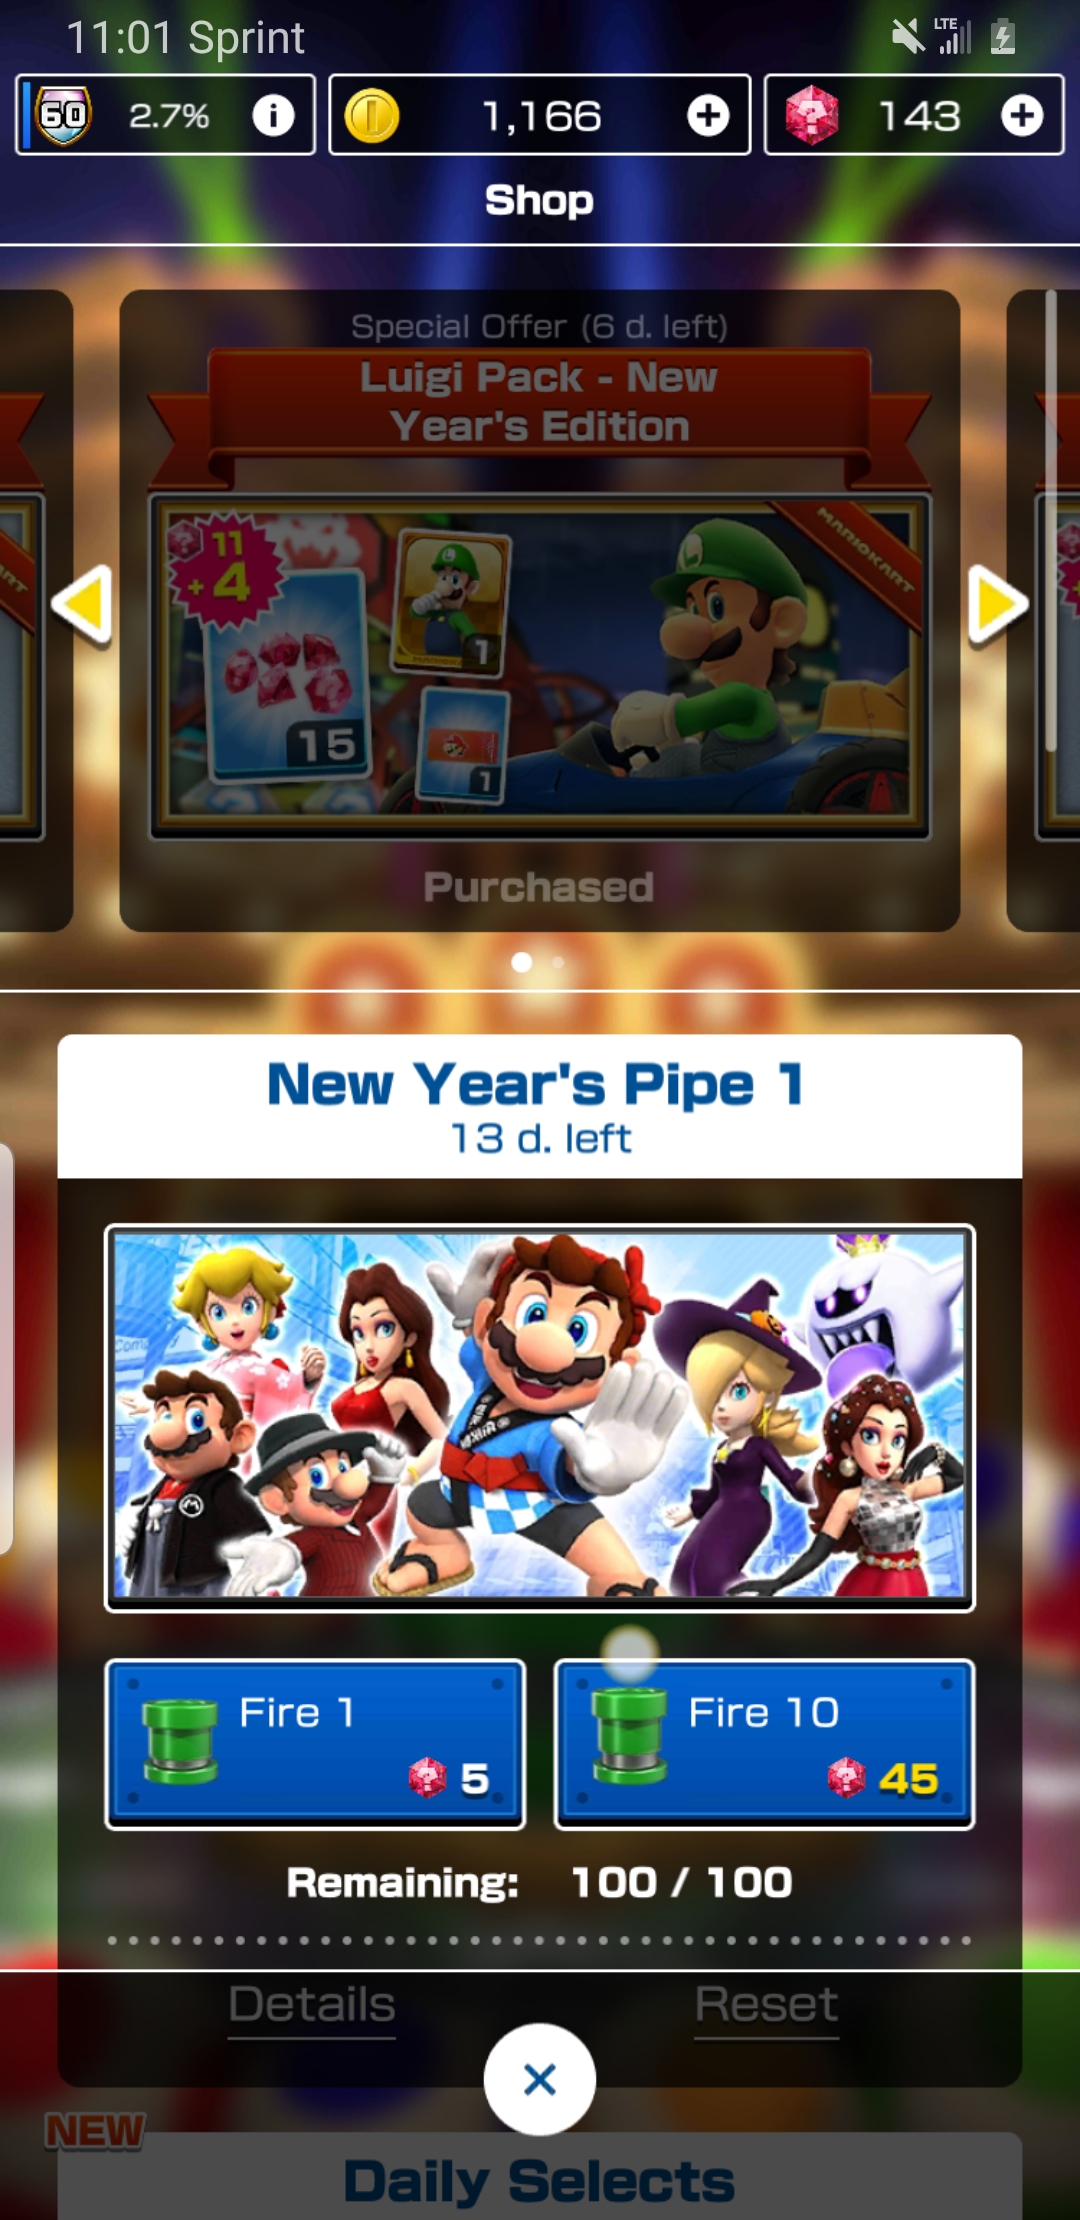 11:01 Sprint
LTE
60
2.7%
1,166
143
Shop
Special Offer (6 d. left)
Luigi Pack - New
Year's Edition
11
+4
MARIOKART
1
15
1
Purchased
New Year's Pipe 1
13 d. left
Fire 1
5
Fire 10
45
Remaining: 100 / 100
Details
Reset
NEW
Daily Selects